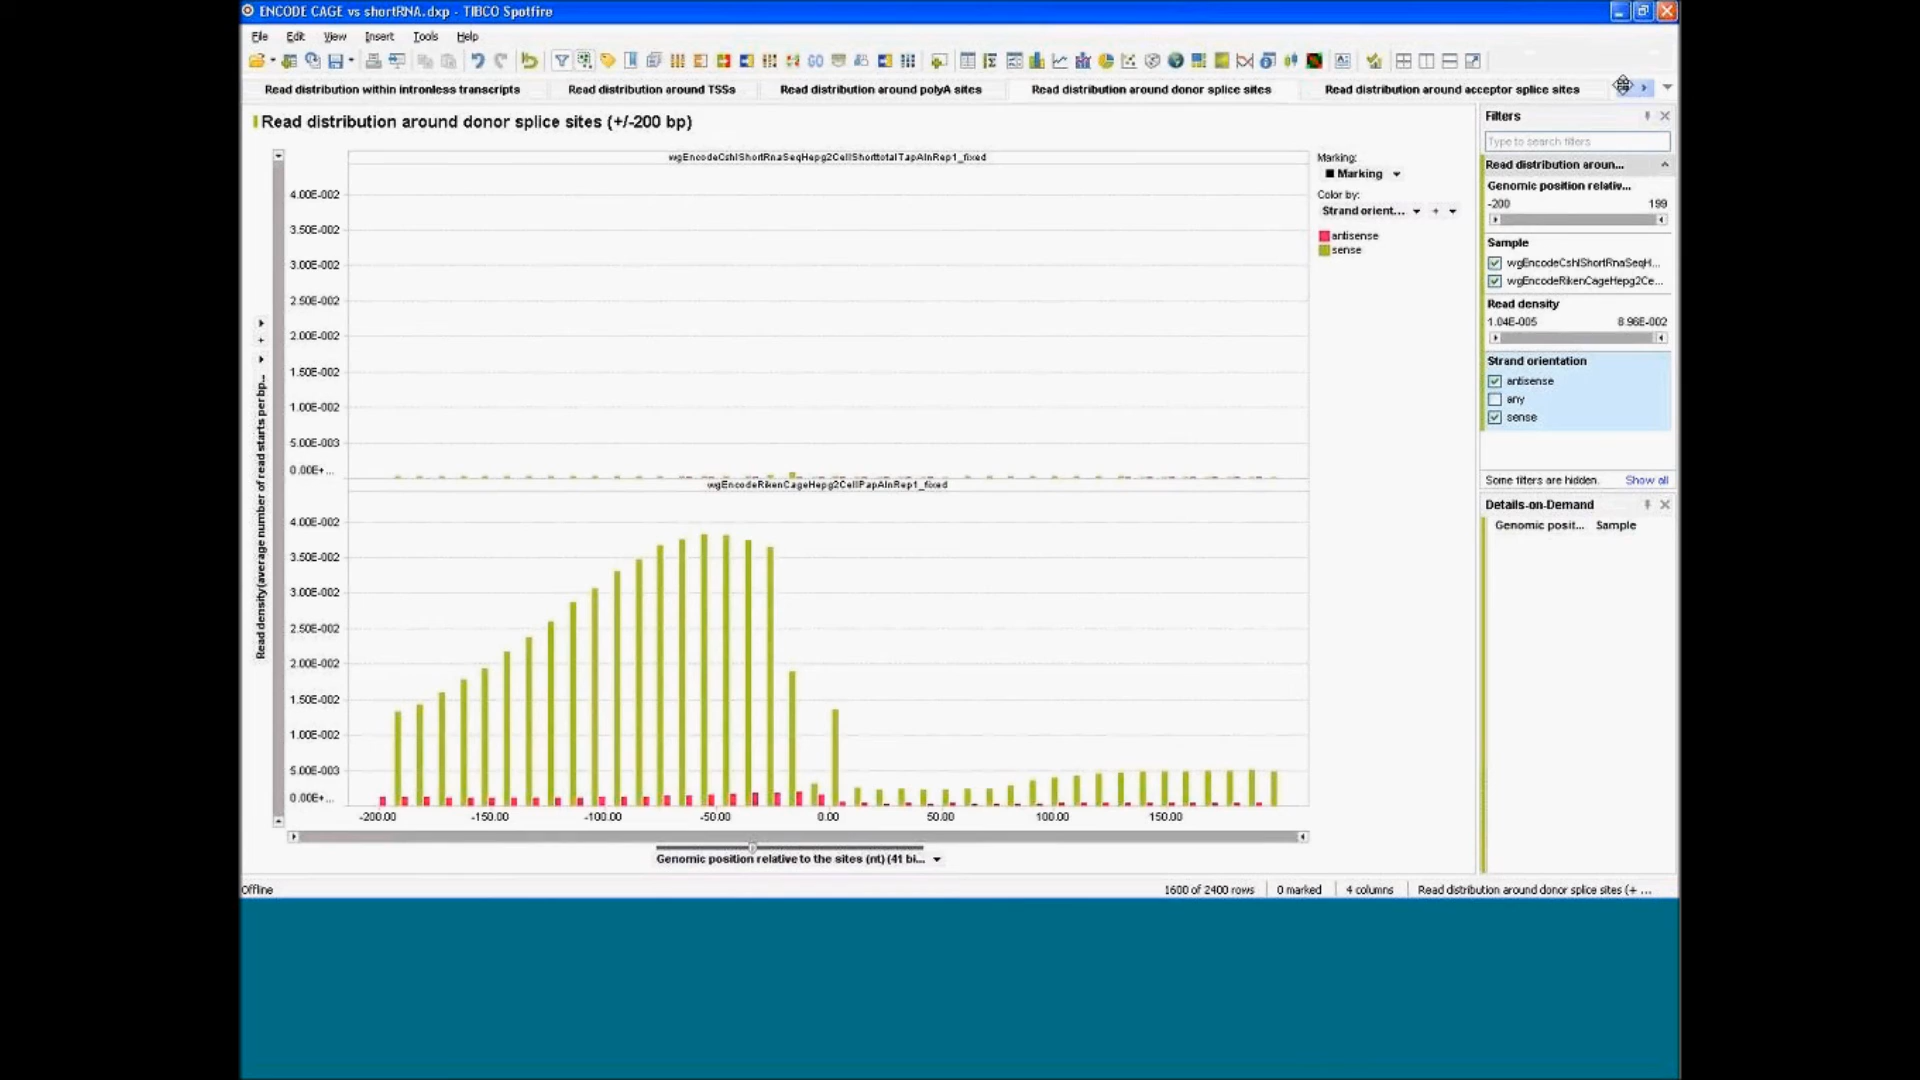 ENCODE CAGE vs shortRNA.dxp - TIBCO Spotfire
File Edit View Insert Tools Help
GO
Read distribution within intronless transcripts Read distribution around TSSs Read distribution around polyA sites Read distribution around donor splice sites Read distribution around acceptor splice sites
Read distribution around donor splice sites (+/-200 bp)
wgEncodeCshlShortRnaSeqHepg2CellShorttotalTapAlnRep1_fixed
4.00E-002
3.50E-002
3.00E-002
2.50E-002
2.00E-002
1.50E-002
1.00E-002
5.00E-003
0.00E+...
Read density(average number of read starts per bp...
wgEncodeRikenCageHepg2CellPapAlnRep1_fixed
4.00E-002
3.50E-002
3.00E-002
2.50E-002
2.00E-002
1.50E-002
1.00E-002
5.00E-003
0.00E+...
-200.00 -150.00 -100.00 -50.00 0.00 50.00 100.00 150.00
Genomic position relative to the sites (nt) (41 bi...
Marking:
Marking
Color by:
Strand orient... +
antisense
sense
Filters
Type to search filters
Read distribution aroun...
Genomic position relativ...
-200 199
Sample
wgEncodeCshlShortRnaSeqH...
wgEncodeRikenCageHepg2Ce...
Read density
1.04E-005 8.96E-002
Strand orientation
antisense
any
sense
Some filters are hidden. Show all
Details-on-Demand
Genomic posit... Sample
Offline 1600 of 2400 rows 0 marked 4 columns Read distribution around donor splice sites (+ ...